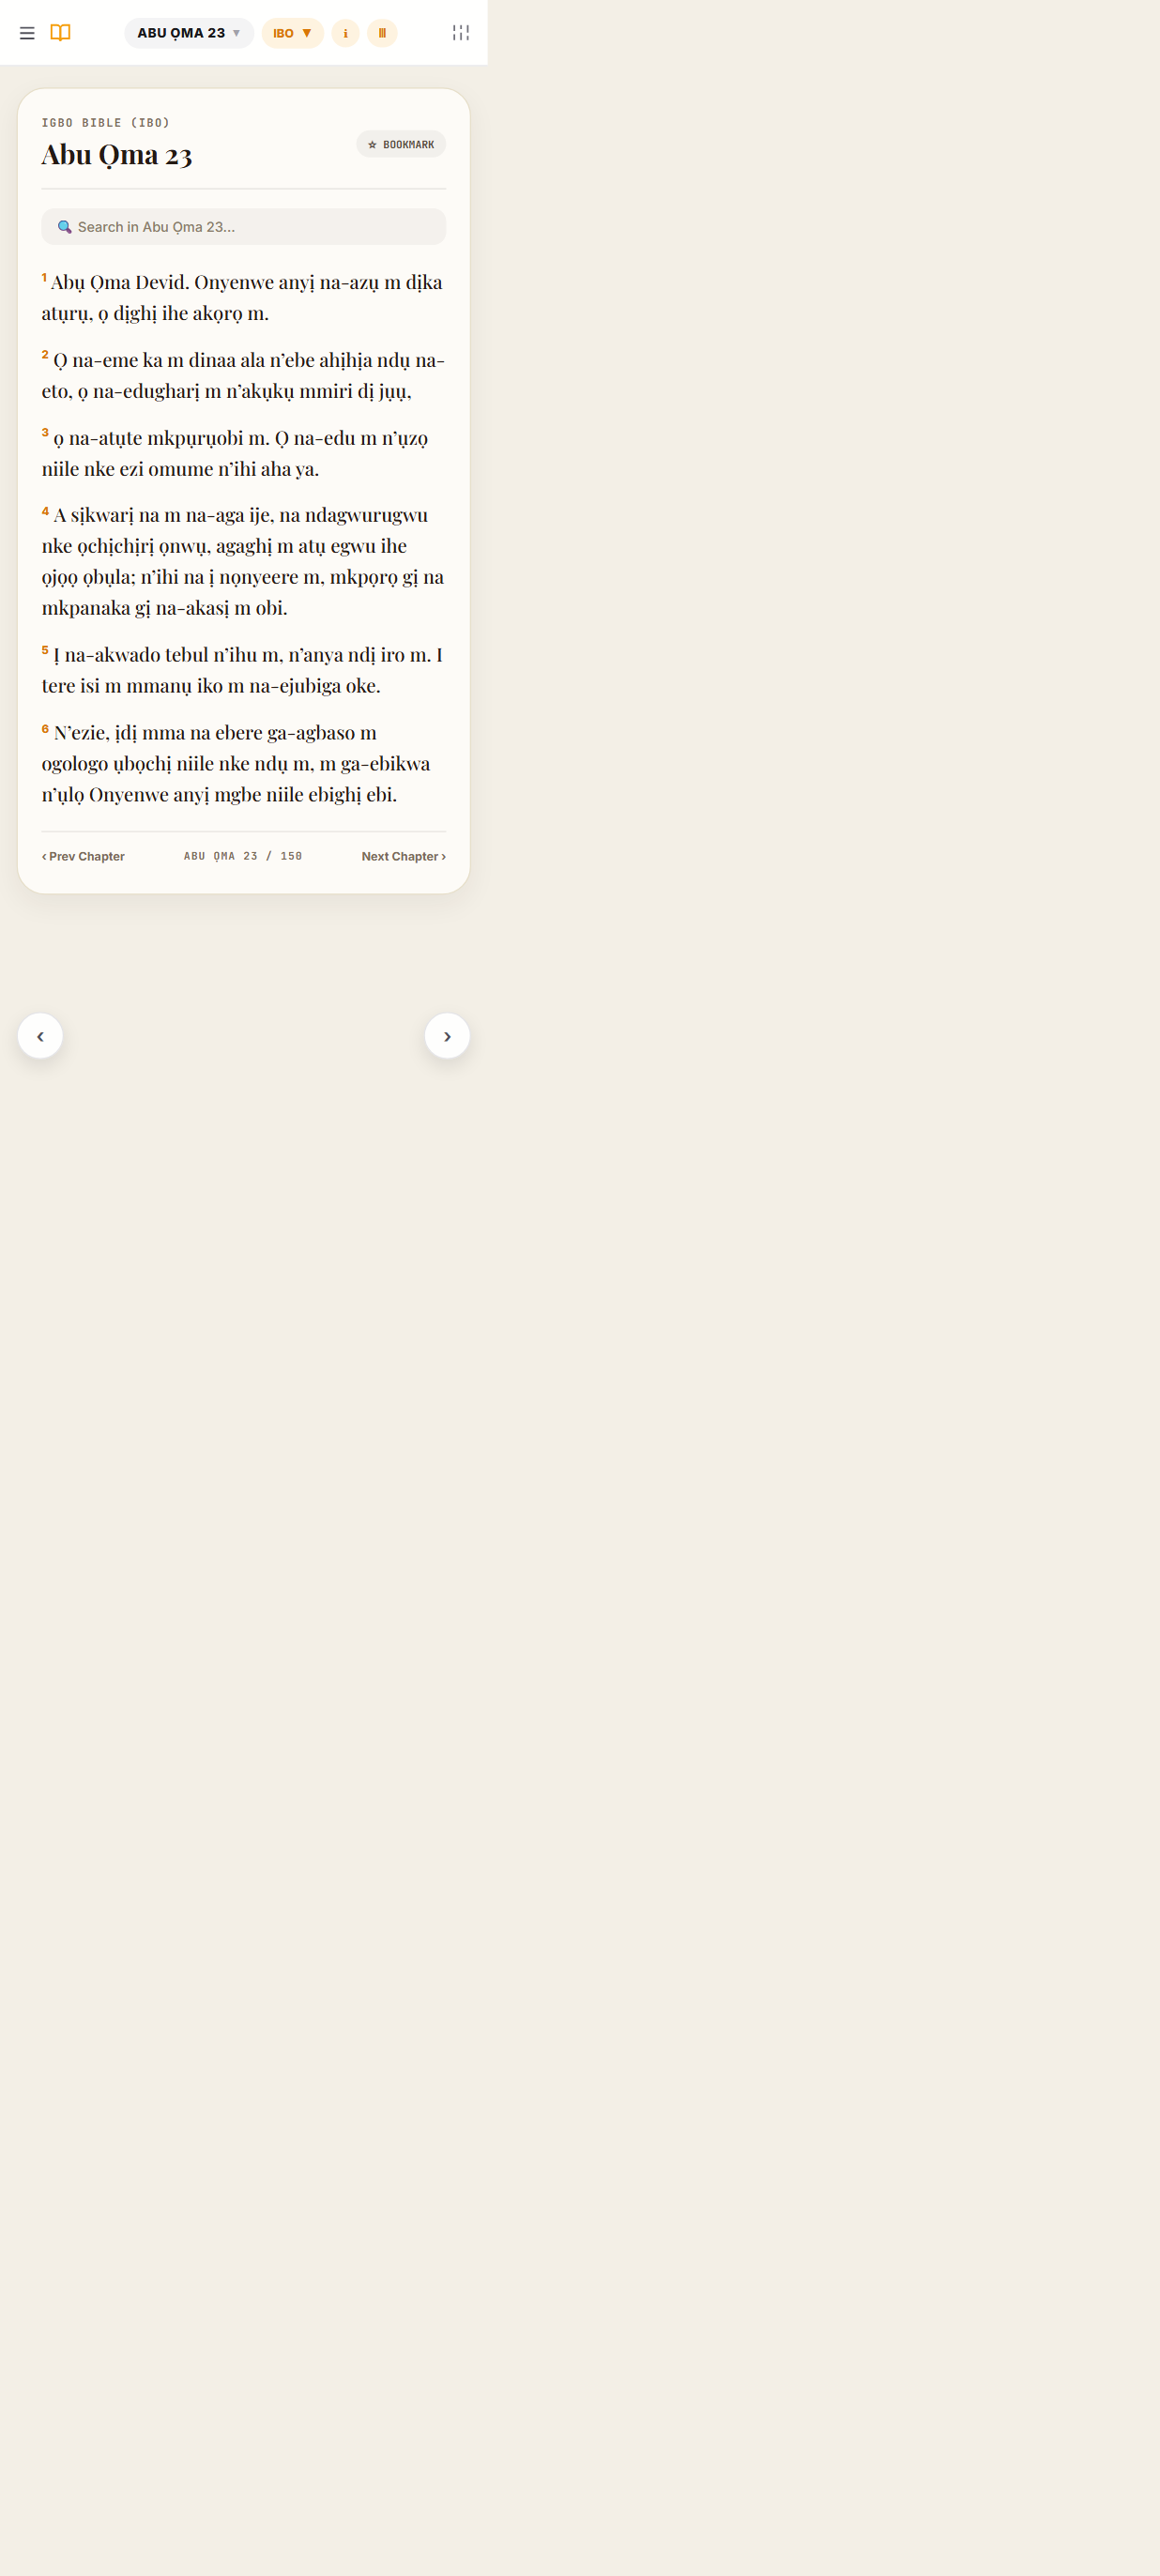 ABU ỌMA 23 ▼ IBO ▼ i
IGBO BIBLE (IBO)
Abu Ọma 23
☆ BOOKMARK
🔍 Search in Abu Ọma 23...
1 Abụ Ọma Devid. Onyenwe anyị na-azụ m dịka
atụrụ, ọ dịghị ihe akọrọ m.
2 Ọ na-eme ka m dinaa ala n’ebe ahịhịa ndụ na-
eto, ọ na-edugharị m n’akụkụ mmiri dị jụụ,
3 ọ na-atụte mkpụrụobi m. Ọ na-edu m n’ụzọ
niile nke ezi omume n’ihi aha ya.
4 A sịkwarị na m na-aga ije, na ndagwurugwu
nke ọchịchịrị ọnwụ, agaghị m atụ egwu ihe
ọjọọ ọbụla; n’ihi na ị nọnyeere m, mkpọrọ gị na
mkpanaka gị na-akasị m obi.
5 Ị na-akwado tebul n’ihu m, n’anya ndị iro m. I
tere isi m mmanụ iko m na-ejubiga oke.
6 N’ezie, ịdị mma na ebere ga-agbaso m
ogologo ụbọchị niile nke ndụ m, m ga-ebikwa
n’ụlọ Onyenwe anyị mgbe niile ebighị ebi.
‹ Prev Chapter
ABU ỌMA 23 / 150
Next Chapter ›